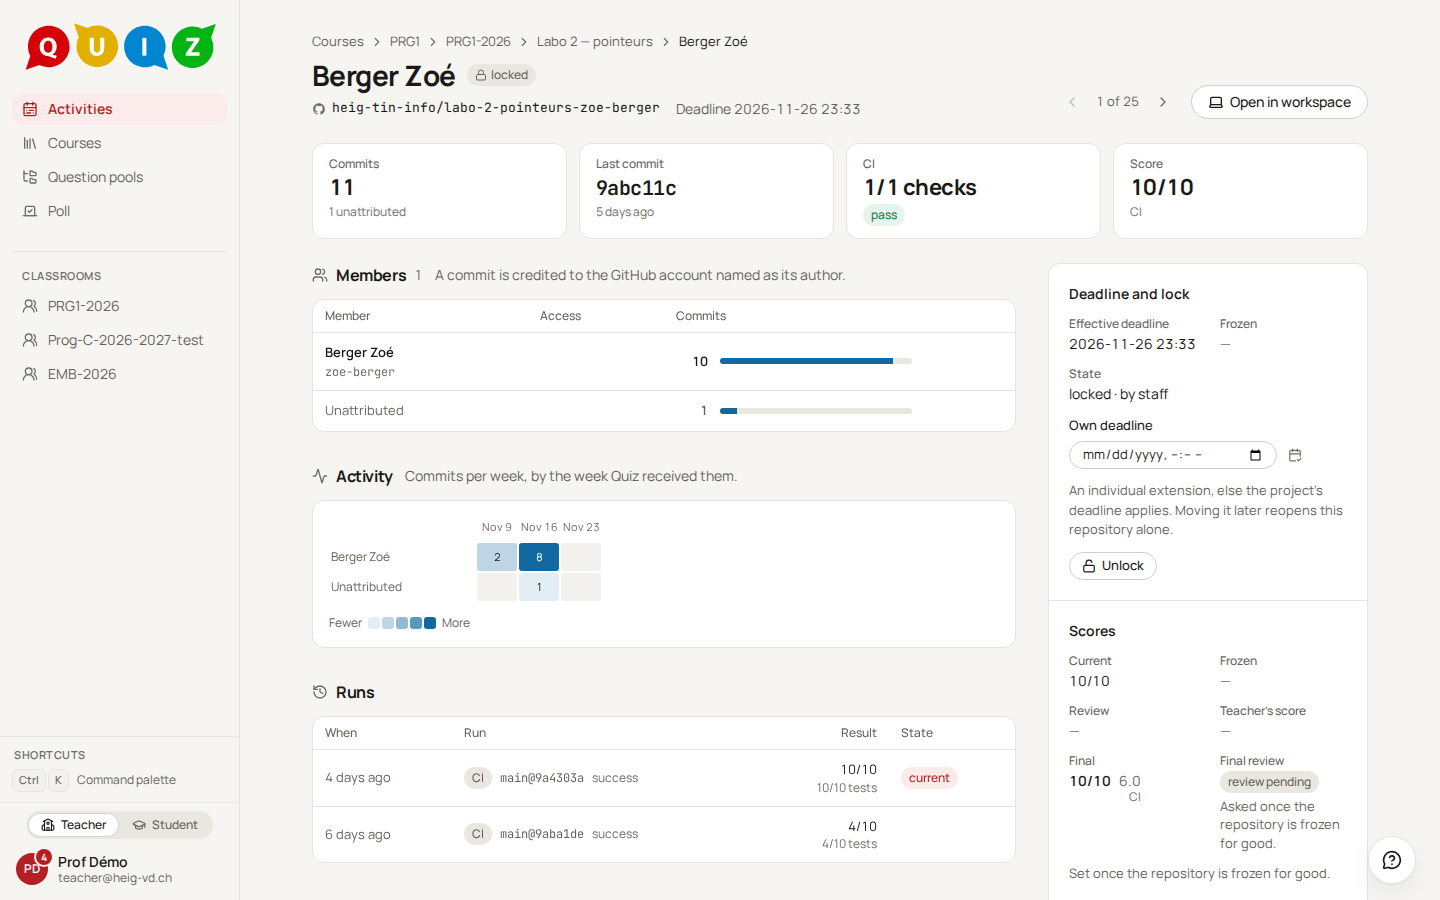 QUIZ
Activities
Courses
Question pools
Poll
CLASSROOMS
PRG1-2026
Prog-C-2026-2027-test
EMB-2026
SHORTCUTS
Ctrl K Command palette
Teacher Student
PD 4
Prof Démo
teacher@heig-vd.ch
Courses > PRG1 > PRG1-2026 > Labo 2 — pointeurs > Berger Zoé
Berger Zoé locked
heig-tin-info/labo-2-pointeurs-zoe-berger Deadline 2026-11-26 23:33
1 of 25
Open in workspace
Commits
11
1 unattributed
Last commit
9abc11c
5 days ago
CI
1/1 checks
pass
Score
10/10
CI
Members 1 A commit is credited to the GitHub account named as its author.
Member Access Commits
Berger Zoé
zoe-berger
10
Unattributed 1
Activity Commits per week, by the week Quiz received them.
Nov 9 Nov 16 Nov 23
Berger Zoé 2 8
Unattributed 1
Fewer More
Runs
When Run Result State
4 days ago CI main@9a4303a success 10/10 current
10/10 tests
6 days ago CI main@9aba1de success 4/10
4/10 tests
Deadline and lock
Effective deadline Frozen
2026-11-26 23:33 —
State
locked · by staff
Own deadline
mm/dd/yyyy, --:-- --
An individual extension, else the project's
deadline applies. Moving it later reopens this
repository alone.
Unlock
Scores
Current Frozen
10/10 —
Review Teacher's score
— —
Final Final review
10/10 6.0 review pending
CI
Asked once the
repository is frozen
for good.
Set once the repository is frozen for good.